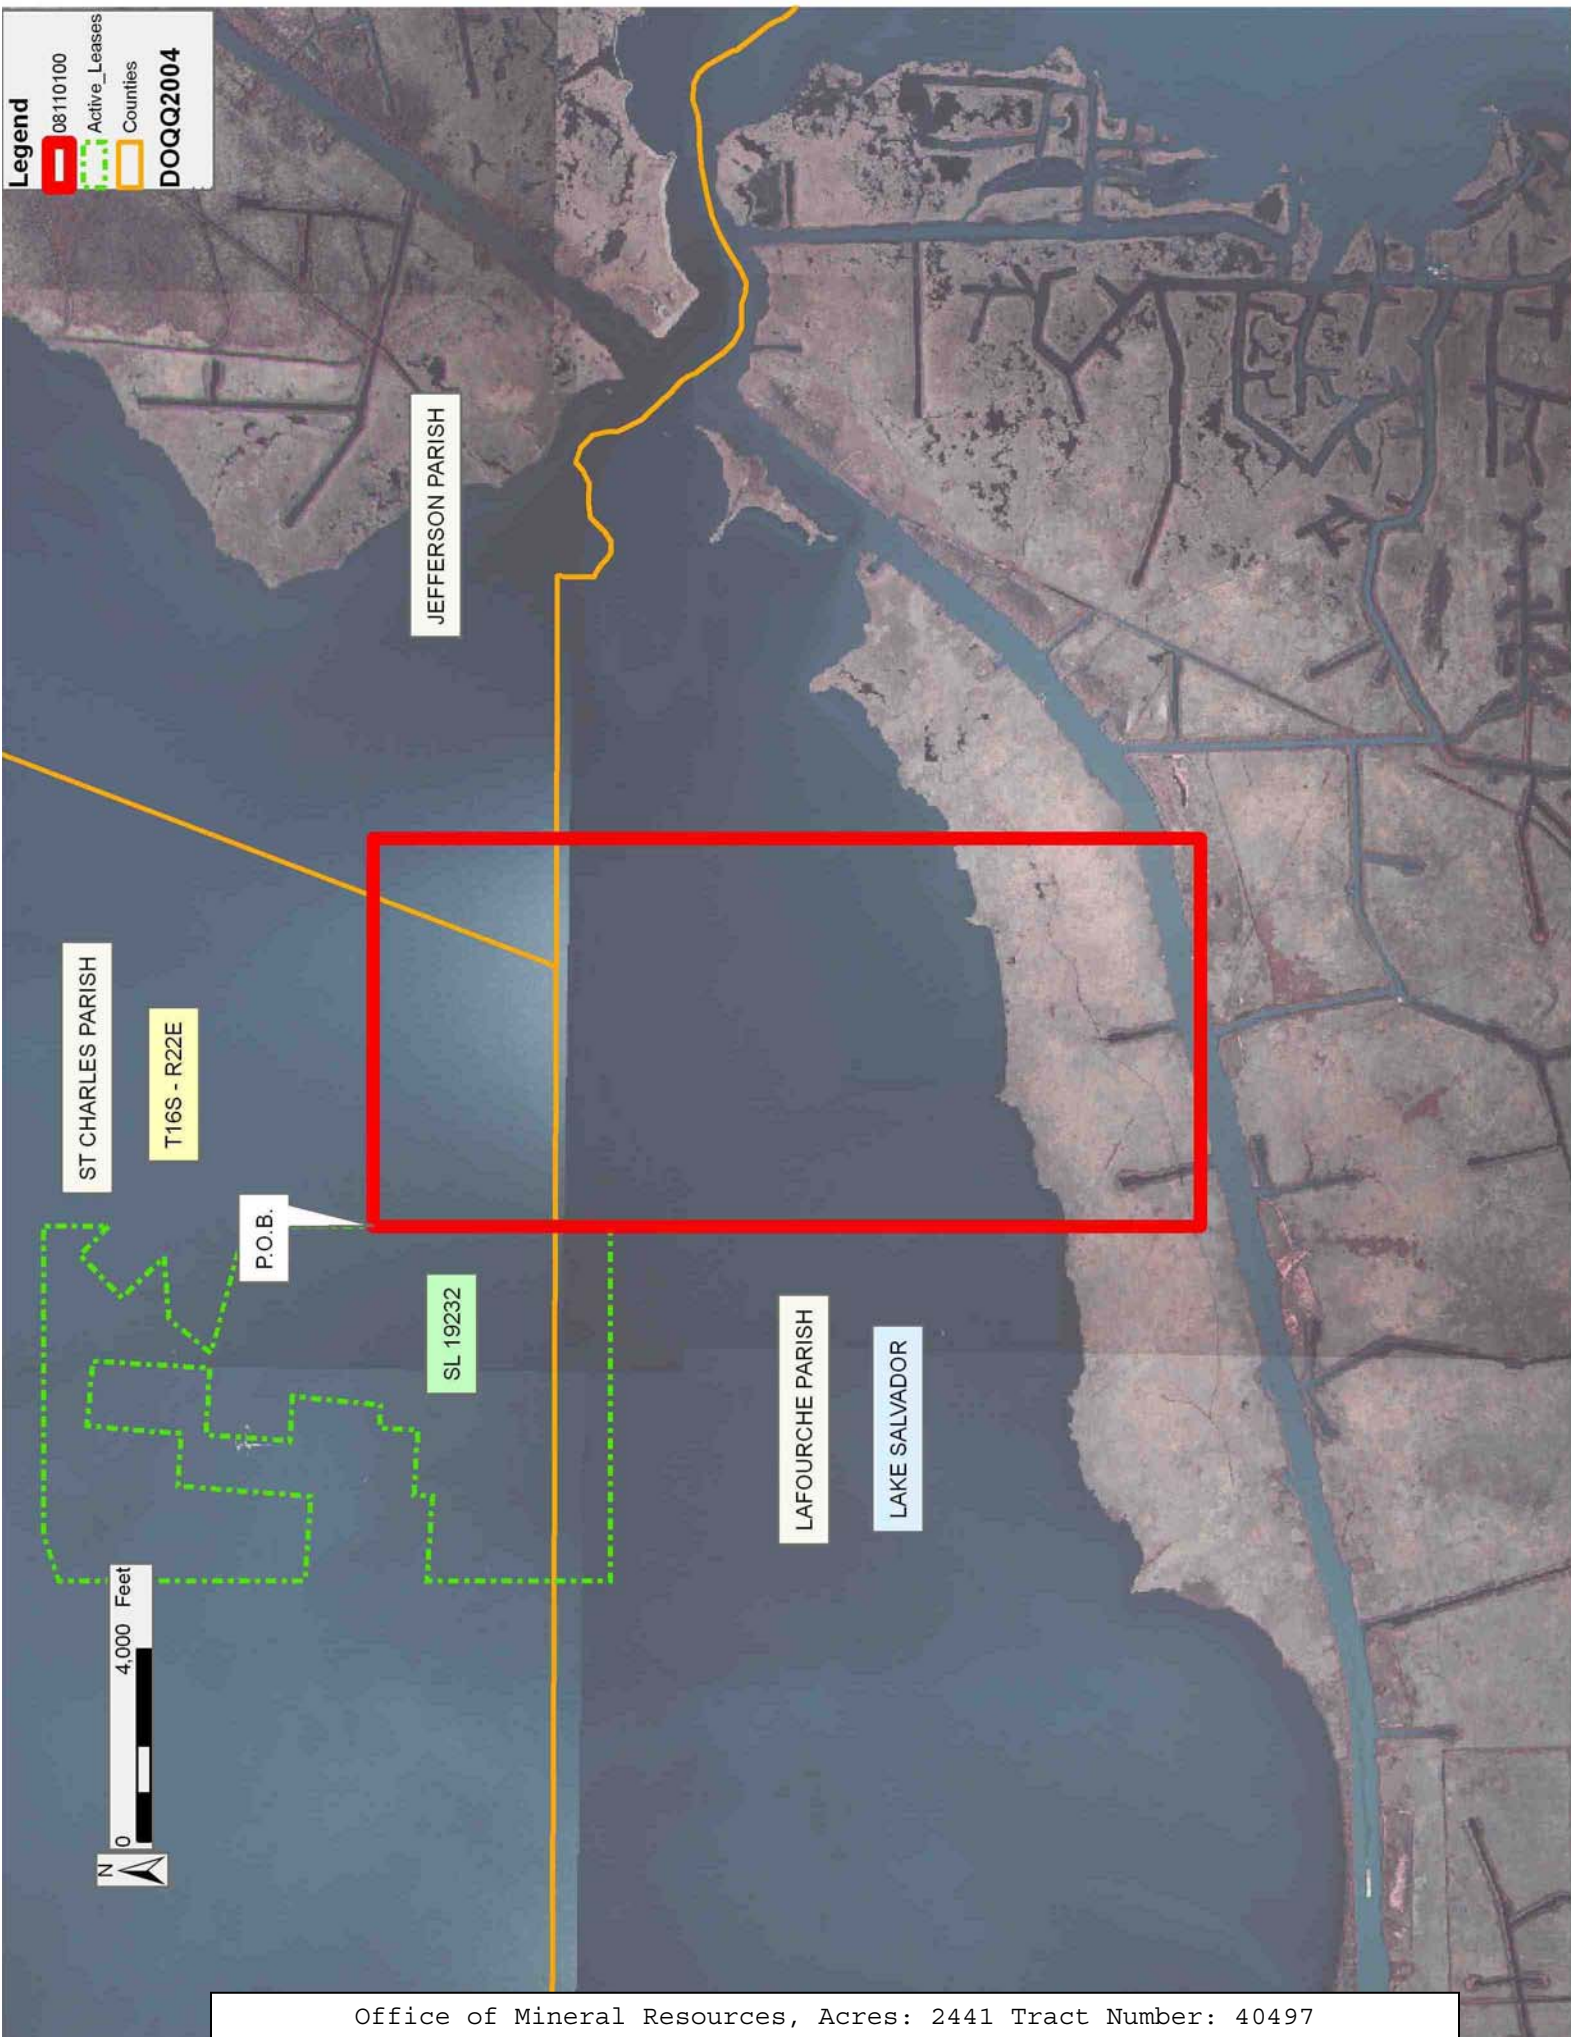 Legend
08110100
Active_Leases
Counties
DOQQ2004
JEFFERSON PARISH
ST CHARLES PARISH
T16S - R22E
P.O.B.
SL 19232
LAFOURCHE PARISH
LAKE SALVADOR
0 4,000 Feet
N
Office of Mineral Resources, Acres: 2441 Tract Number: 40497